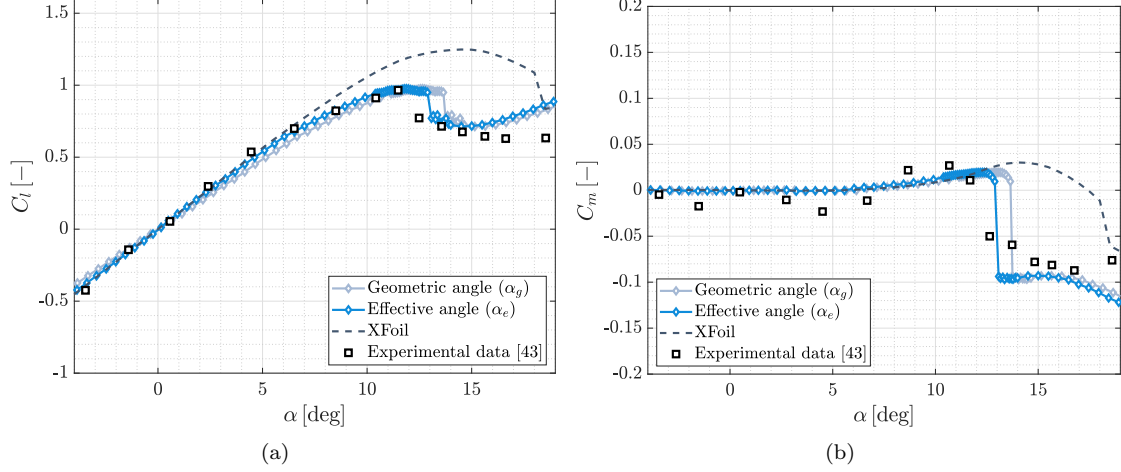 1.5
1
0.5
0
-0.5
-1
C_l [−]
0
5
10
15
α [deg]
Geometric angle (α_g)
Effective angle (α_e)
XFoil
Experimental data [43]
(a)
0.2
0.15
0.1
0.05
0
-0.05
-0.1
-0.15
-0.2
C_m [−]
0
5
10
15
α [deg]
Geometric angle (α_g)
Effective angle (α_e)
XFoil
Experimental data [43]
(b)